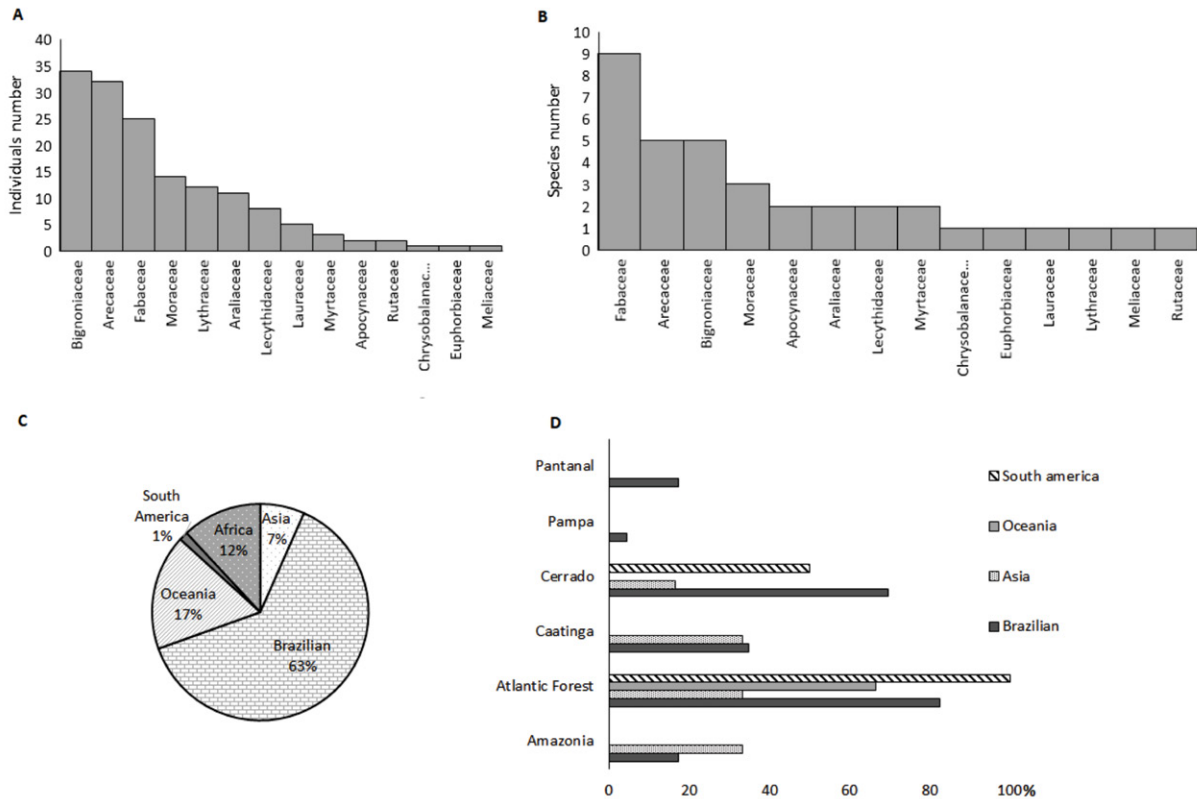 A
Individuals number
40
35
30
25
20
15
10
5
0
Bignoniaceae
Arecaceae
Fabaceae
Moraceae
Lythraceae
Araliaceae
Lecythidaceae
Lauraceae
Myrtaceae
Apocynaceae
Rutaceae
Chrysobalanac...
Euphorbiaceae
Meliaceae
B
Species number
10
9
8
7
6
5
4
3
2
1
0
Fabaceae
Arecaceae
Bignoniaceae
Moraceae
Apocynaceae
Araliaceae
Lecythidaceae
Myrtaceae
Chrysobalanace...
Euphorbiaceae
Lauraceae
Lythraceae
Meliaceae
Rutaceae
C
South
America
1%
Africa
12%
Asia
7%
Oceania
17%
Brazilian
63%
D
Pantanal
Pampa
Cerrado
Caatinga
Atlantic Forest
Amazonia
0 20 40 60 80 100%
South america
Oceania
Asia
Brazilian